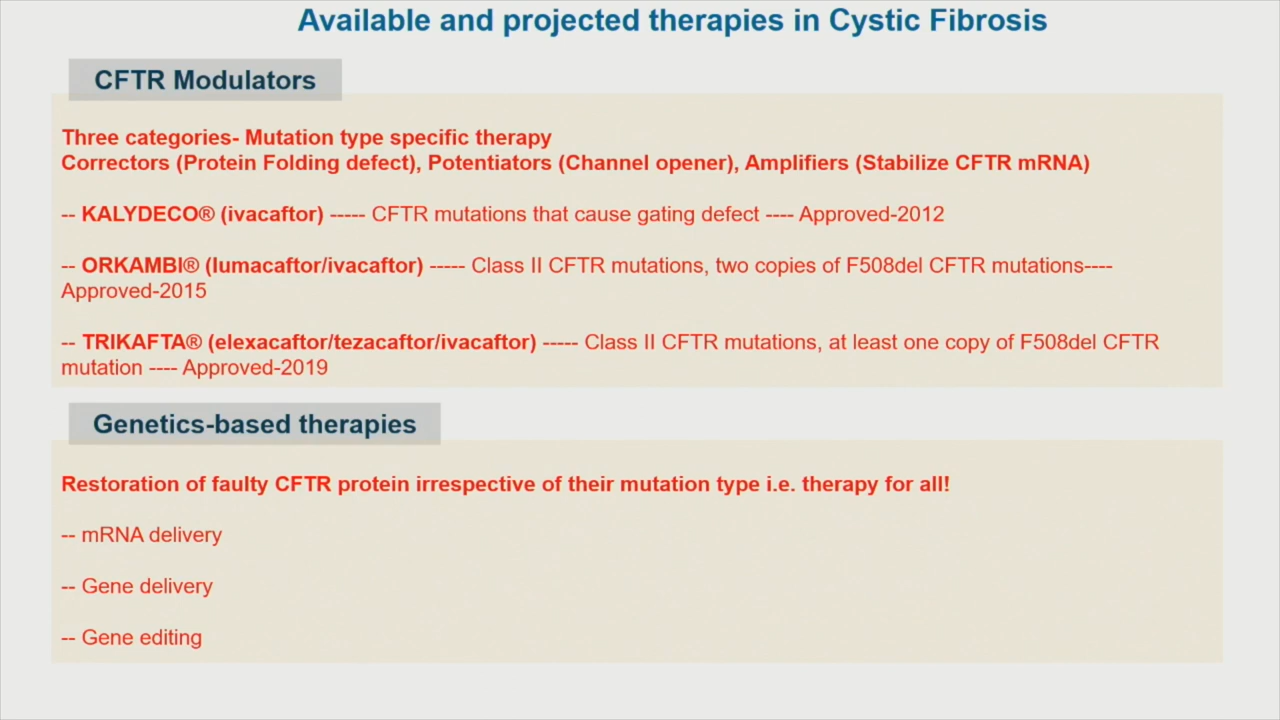 Available and projected therapies in Cystic Fibrosis
CFTR Modulators
Three categories- Mutation type specific therapy
Correctors (Protein Folding defect), Potentiators (Channel opener), Amplifiers (Stabilize CFTR mRNA)
-- KALYDECO® (ivacaftor) ----- CFTR mutations that cause gating defect ---- Approved-2012
-- ORKAMBI® (lumacaftor/ivacaftor) ----- Class II CFTR mutations, two copies of F508del CFTR mutations----
Approved-2015
-- TRIKAFTA® (elexacaftor/tezacaftor/ivacaftor) ----- Class II CFTR mutations, at least one copy of F508del CFTR
mutation ---- Approved-2019
Genetics-based therapies
Restoration of faulty CFTR protein irrespective of their mutation type i.e. therapy for all!
-- mRNA delivery
-- Gene delivery
-- Gene editing